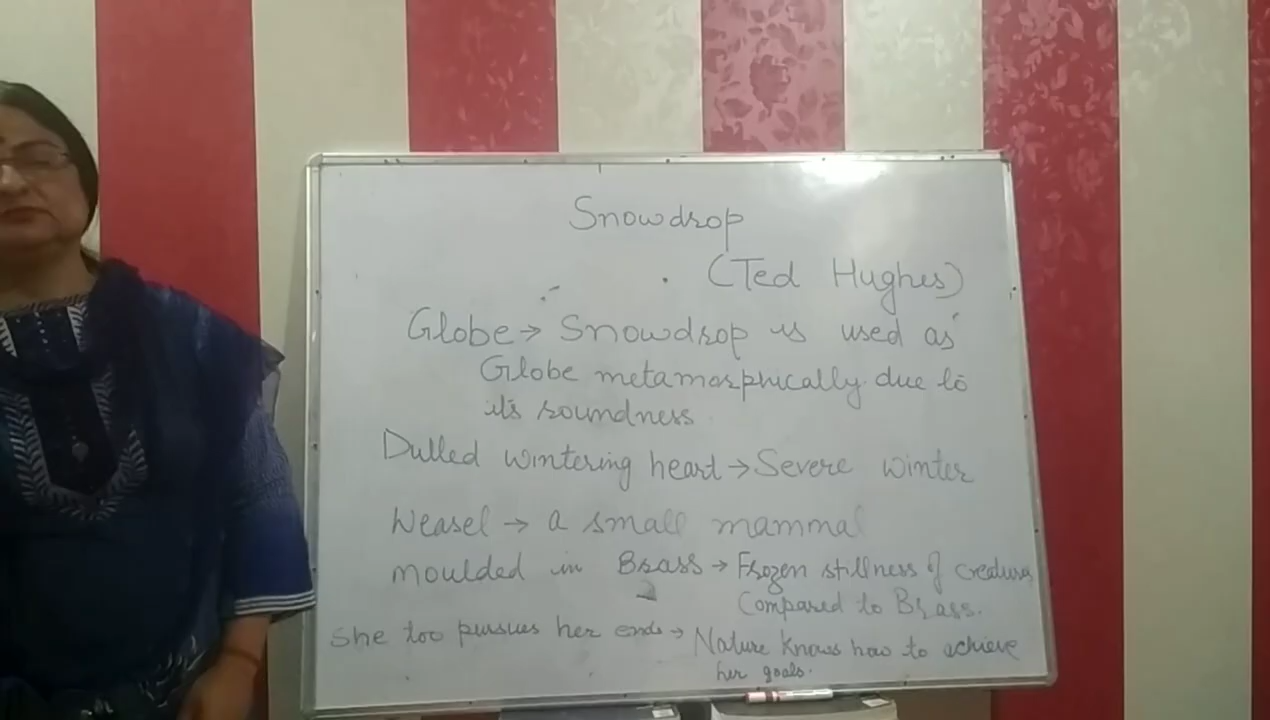 Snowdrop
(Ted Hughes)
Globe → Snowdrop is used as
Globe metamorphically due to
its roundness.
Dulled wintering heart → Severe winter
Weasel → a small mammal
moulded in Brass → Frozen stillness of creatures
Compared to Brass.
She too pursues her ends → Nature knows how to achieve
her goals.